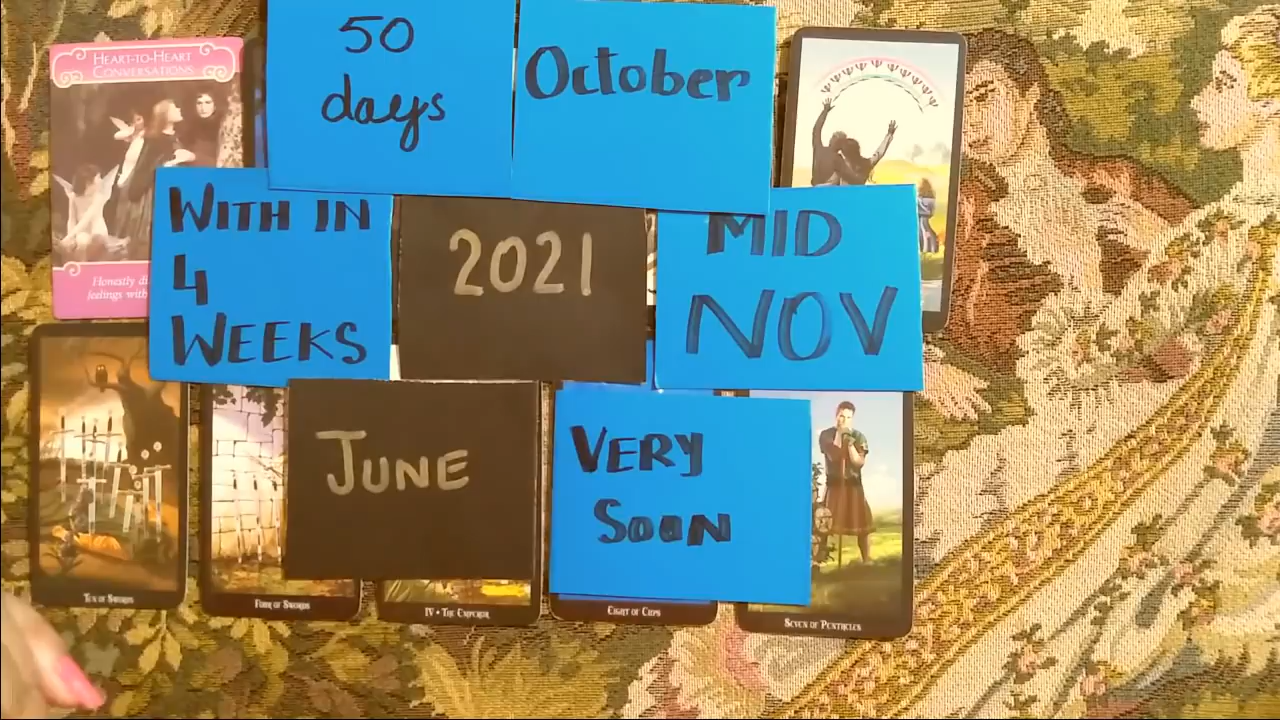 HEART-TO-HEART
CONVERSATIONS
50
days
October
Honestly
feelings with
WITH IN
4
WEEKS
2021
MID
NOV
JUNE
VERY
SOON
TEN OF SWORDS
FOUR OF SWORDS
IV • THE EMPEROR
EIGHT OF CUPS
SEVEN OF PENTACLES